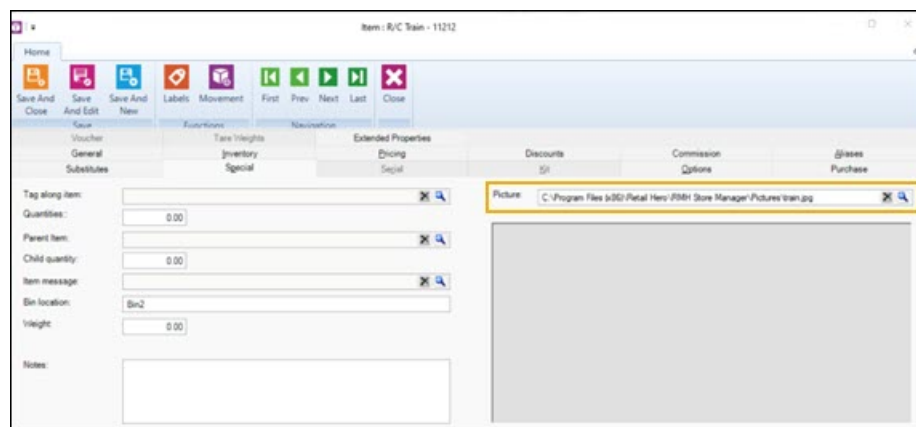 Item : R/C Train - 11212
Home
Save And Close
Save And Edit
Save And New
Labels
Movement
First
Prev
Next
Last
Close
Save
Functions
Navigation
Voucher
Tare Weights
Extended Properties
General
Inventory
Pricing
Discounts
Commission
Aliases
Substitutes
Special
Serial
Kit
Options
Purchase
Tag along item:
Quantities:: 0.00
Parent Item:
Child quantity: 0.00
Item message:
Bin location: Bin2
Weight: 0.00
Notes:
Picture: C:\Program Files (x86)\Retail Hero\RMH Store Manager\Pictures\train.jpg